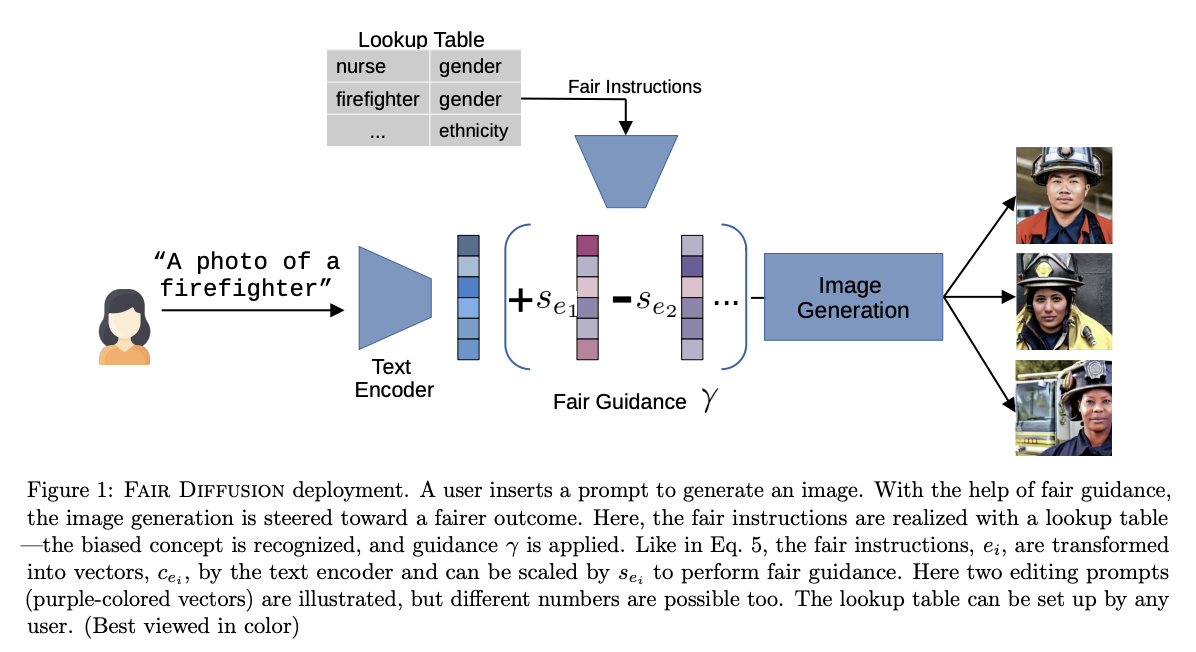 Lookup Table
nurse gender
firefighter gender
... ethnicity
Fair Instructions
“A photo of a
firefighter”
Text
Encoder
+s_{e_1} -s_{e_2} ...
Fair Guidance γ
Image
Generation
Figure 1: FAIR DIFFUSION deployment. A user inserts a prompt to generate an image. With the help of fair guidance,
the image generation is steered toward a fairer outcome. Here, the fair instructions are realized with a lookup table
—the biased concept is recognized, and guidance γ is applied. Like in Eq. 5, the fair instructions, e_i, are transformed
into vectors, c_{e_i}, by the text encoder and can be scaled by s_{e_i} to perform fair guidance. Here two editing prompts
(purple-colored vectors) are illustrated, but different numbers are possible too. The lookup table can be set up by any
user. (Best viewed in color)